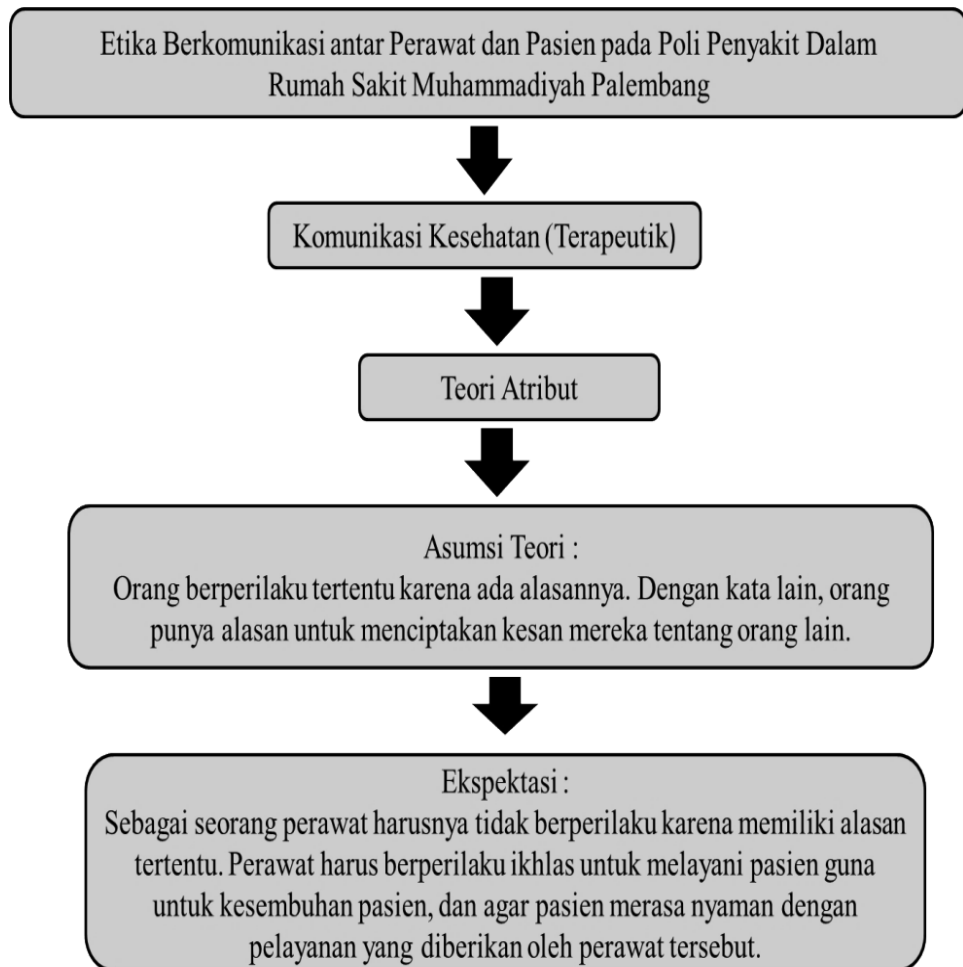 Etika Berkomunikasi antar Perawat dan Pasien pada Poli Penyakit Dalam
Rumah Sakit Muhammadiyah Palembang
Komunikasi Kesehatan (Terapeutik)
Teori Atribut
Asumsi Teori :
Orang berperilaku tertentu karena ada alasannya. Dengan kata lain, orang
punya alasan untuk menciptakan kesan mereka tentang orang lain.
Ekspektasi :
Sebagai seorang perawat harusnya tidak berperilaku karena memiliki alasan
tertentu. Perawat harus berperilaku ikhlas untuk melayani pasien guna
untuk kesembuhan pasien, dan agar pasien merasa nyaman dengan
pelayanan yang diberikan oleh perawat tersebut.